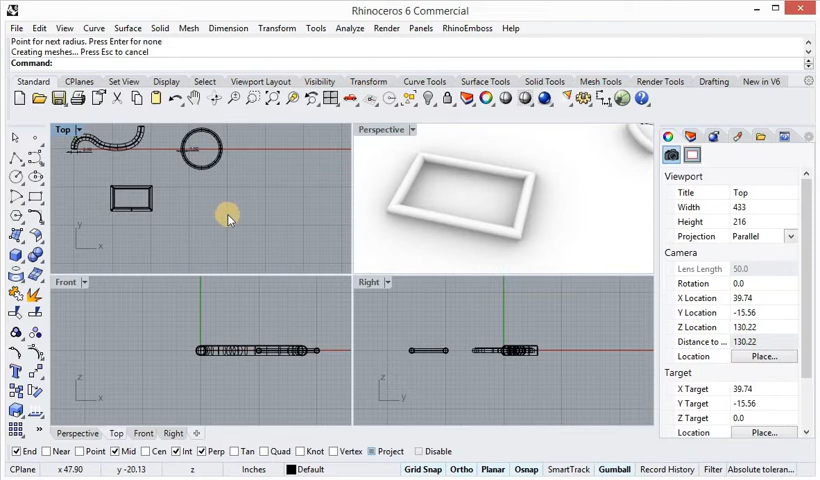 Rhinoceros 6 Commercial
File Edit View Curve Surface Solid Mesh Dimension Transform Tools Analyze Render Panels RhinoEmboss Help
Point for next radius. Press Enter for none
Creating meshes... Press Esc to cancel
Command:
Standard CPlanes Set View Display Select Viewport Layout Visibility Transform Curve Tools Surface Tools Solid Tools Mesh Tools Render Tools Drafting New in V6
Top
Perspective
y
x
Front
Right
z
x
z
y
Viewport
Title Top
Width 433
Height 216
Projection Parallel
Camera
Lens Length 50.0
Rotation 0.0
X Location 39.74
Y Location -15.56
Z Location 130.22
Distance to ... 130.22
Location Place...
Target
X Target 39.74
Y Target -15.56
Z Target 0.0
Location Place...
Perspective Top Front Right
End Near Point Mid Cen Int Perp Tan Quad Knot Vertex Project Disable
CPlane x 47.90 y -20.13 z Inches Default Grid Snap Ortho Planar Osnap SmartTrack Gumball Record History Filter Absolute toleran...